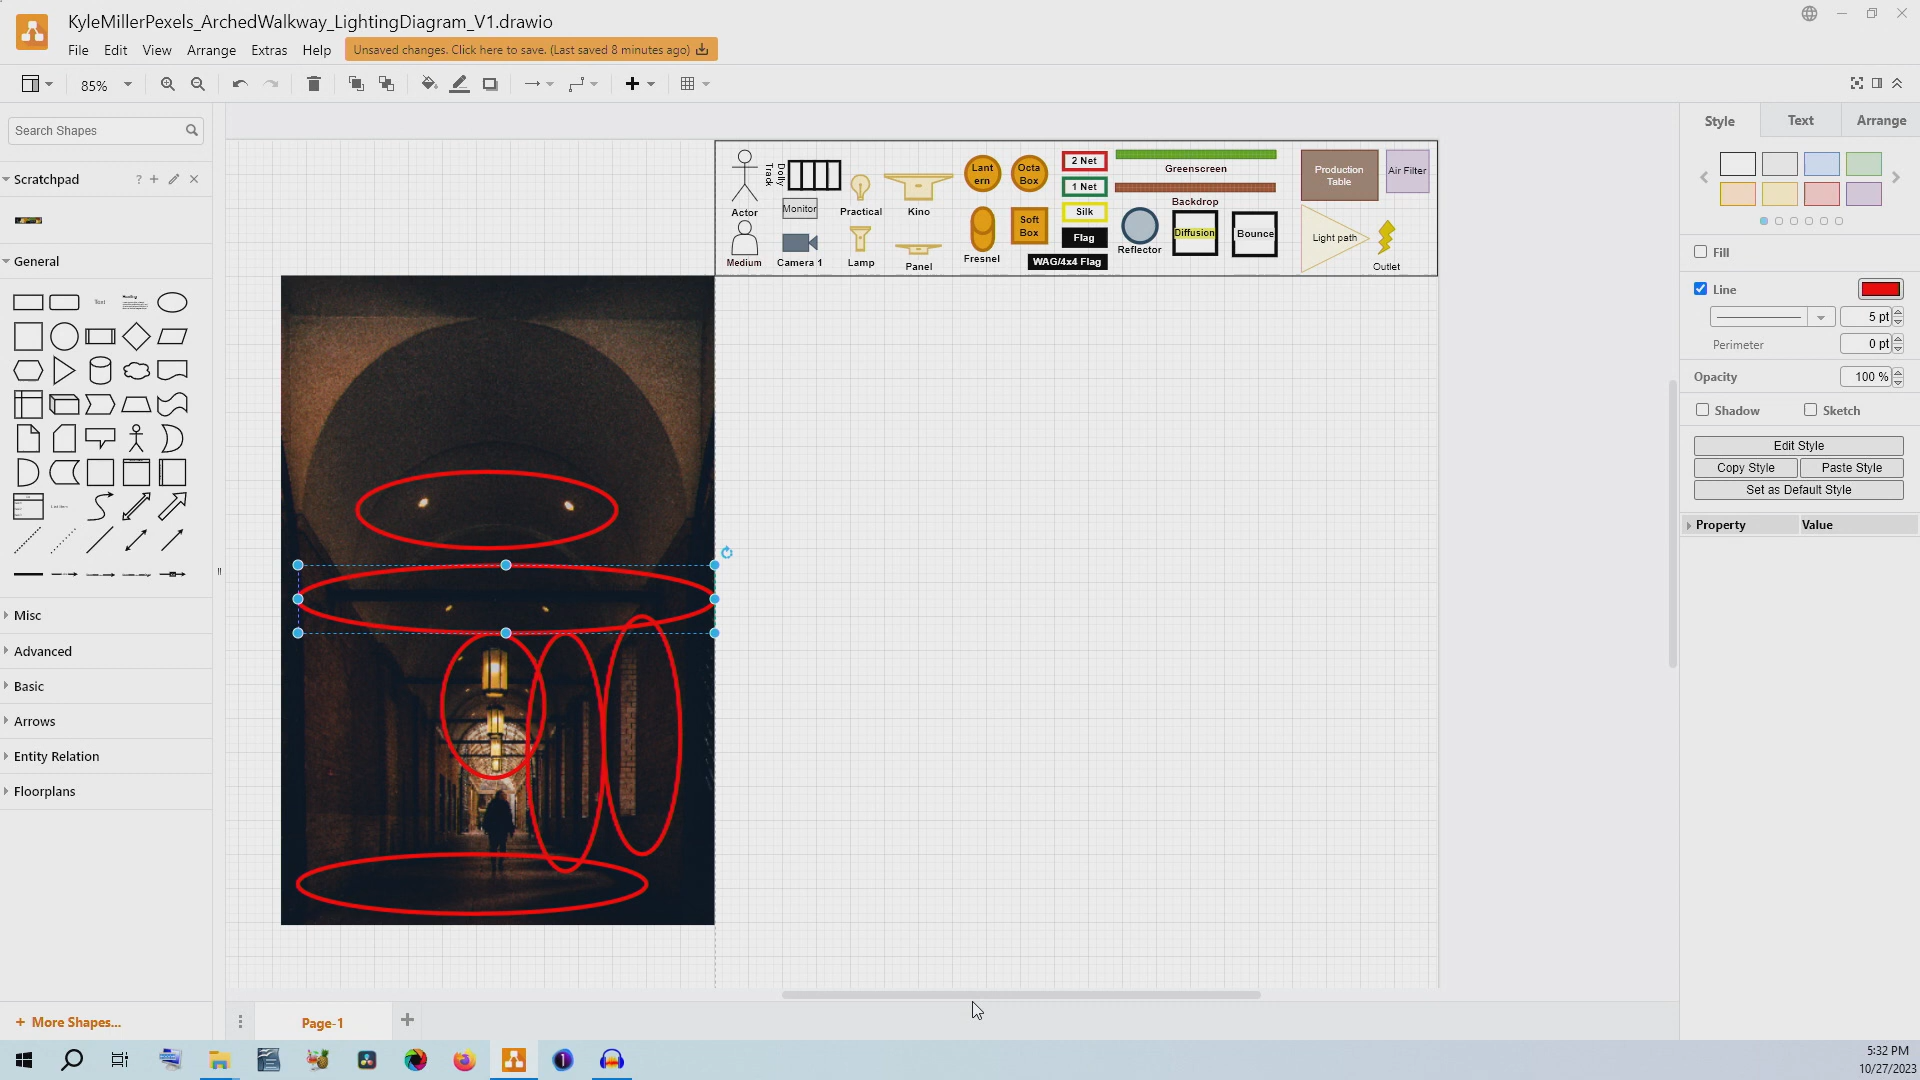 KyleMillerPexels_ArchedWalkway_LightingDiagram_V1.drawio
File Edit View Arrange Extras Help Unsaved changes. Click here to save. (Last saved 8 minutes ago)
85%
Search Shapes
Scratchpad
?
General
Text
Heading
List Item
Misc
Advanced
Basic
Arrows
Entity Relation
Floorplans
+ More Shapes...
Page-1
Actor
Dolly
Track
Monitor
Medium
Camera 1
Practical
Lamp
Kino
Panel
Lant
ern
Octa
Box
Fresnel
Soft
Box
2 Net
1 Net
Silk
Flag
WAG/4x4 Flag
Greenscreen
Backdrop
Reflector
Diffusion
Bounce
Production
Table
Air Filter
Light path
Outlet
Style Text Arrange
Fill
Line
5 pt
Perimeter 0 pt
Opacity 100 %
Shadow Sketch
Edit Style
Copy Style Paste Style
Set as Default Style
Property Value
5:32 PM
10/27/2023